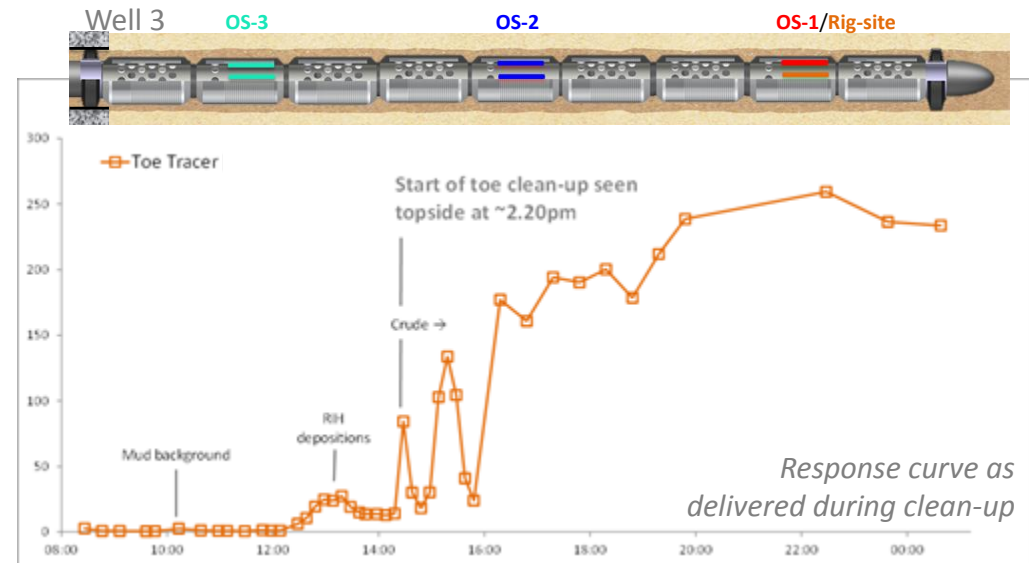 Well 3
OS-3
OS-2
OS-1/Rig-site
300
Toe Tracer
Start of toe clean-up seen
topside at ~2.20pm
250
200
150
Crude →
100
RIH
depositions
Mud background
50
Response curve as
delivered during clean-up
0
08:00 10:00 12:00 14:00 16:00 18:00 20:00 22:00 00:00